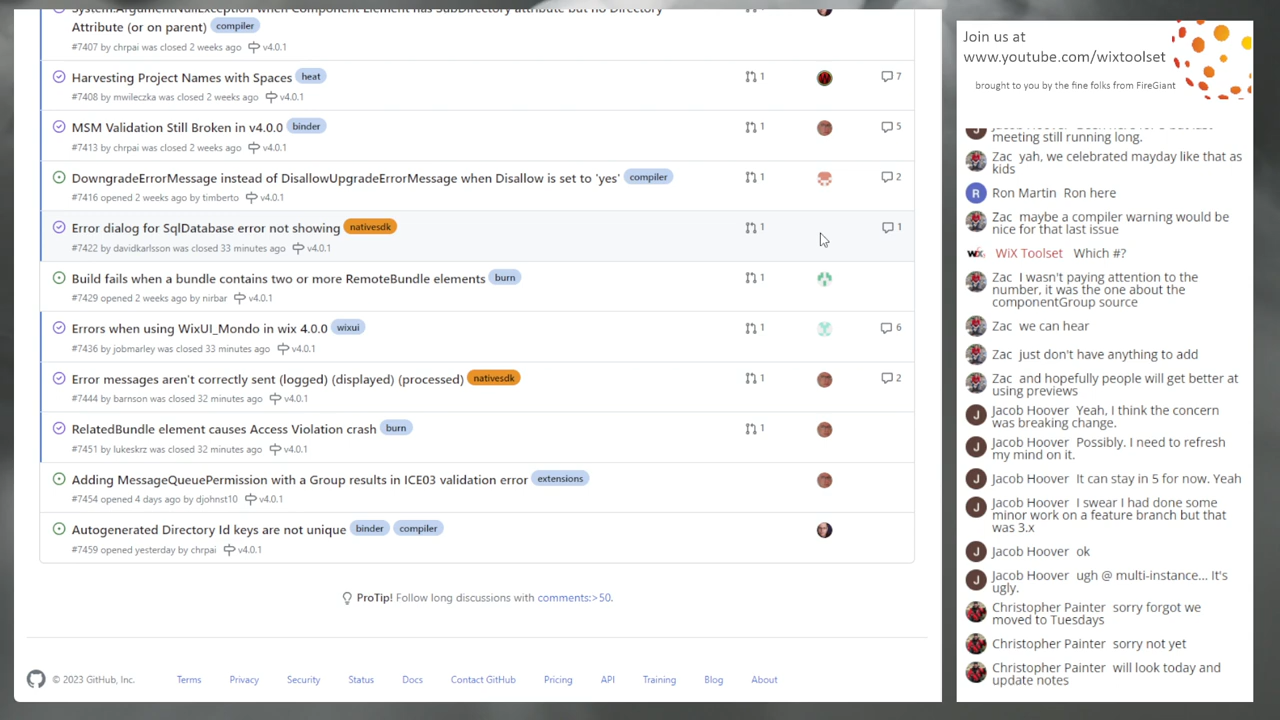 System.ArgumentNullException when Component Element has SubDirectory attribute but no Directory
Attribute (or on parent) compiler
#7407 by chrpai was closed 2 weeks ago v4.0.1
1
Harvesting Project Names with Spaces heat
#7408 by mwileczka was closed 2 weeks ago v4.0.1
1 7
MSM Validation Still Broken in v4.0.0 binder
#7413 by chrpai was closed 2 weeks ago v4.0.1
1 5
DowngradeErrorMessage instead of DisallowUpgradeErrorMessage when Disallow is set to 'yes' compiler
#7416 opened 2 weeks ago by timberto v4.0.1
1 2
Error dialog for SqlDatabase error not showing nativesdk
#7422 by davidkarlsson was closed 33 minutes ago v4.0.1
1 1
Build fails when a bundle contains two or more RemoteBundle elements burn
#7429 opened 2 weeks ago by nirbar v4.0.1
1
Errors when using WixUI_Mondo in wix 4.0.0 wixui
#7436 by jobmarley was closed 33 minutes ago v4.0.1
1 6
Error messages aren't correctly sent (logged) (displayed) (processed) nativesdk
#7444 by barnson was closed 32 minutes ago v4.0.1
1 2
RelatedBundle element causes Access Violation crash burn
#7451 by lukeskrz was closed 32 minutes ago v4.0.1
1
Adding MessageQueuePermission with a Group results in ICE03 validation error extensions
#7454 opened 4 days ago by djohnst10 v4.0.1
Autogenerated Directory Id keys are not unique binder compiler
#7459 opened yesterday by chrpai v4.0.1
ProTip! Follow long discussions with comments:>50.
© 2023 GitHub, Inc. Terms Privacy Security Status Docs Contact GitHub Pricing API Training Blog About
Join us at
www.youtube.com/wixtoolset
brought to you by the fine folks from FireGiant
meeting still running long.
Zac yah, we celebrated mayday like that as
kids
R Ron Martin Ron here
Zac maybe a compiler warning would be
nice for that last issue
WiX WiX Toolset Which #?
Zac I wasn't paying attention to the
number, it was the one about the
componentGroup source
Zac we can hear
Zac just don't have anything to add
Zac and hopefully people will get better at
using previews
J Jacob Hoover Yeah, I think the concern
was breaking change.
J Jacob Hoover Possibly. I need to refresh
my mind on it.
J Jacob Hoover It can stay in 5 for now. Yeah
J Jacob Hoover I swear I had done some
minor work on a feature branch but that
was 3.x
J Jacob Hoover ok
J Jacob Hoover ugh @ multi-instance... It's
ugly.
Christopher Painter sorry forgot we
moved to Tuesdays
Christopher Painter sorry not yet
Christopher Painter will look today and
update notes